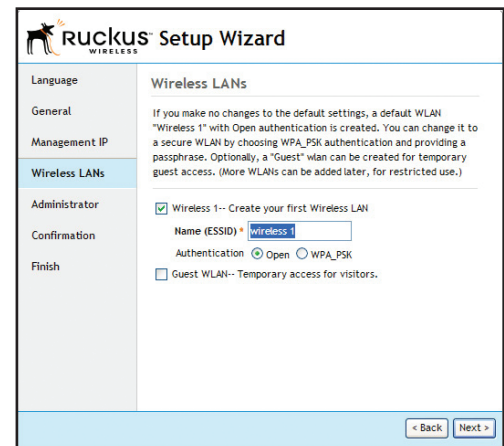 Ruckus Setup Wizard
WIRELESS
Language
General
Management IP
Wireless LANs
Administrator
Confirmation
Finish
Wireless LANs
If you make no changes to the default settings, a default WLAN
"Wireless 1" with Open authentication is created. You can change it to
a secure WLAN by choosing WPA_PSK authentication and providing a
passphrase. Optionally, a "Guest" wlan can be created for temporary
guest access. (More WLANs can be added later, for restricted use.)
Wireless 1-- Create your first Wireless LAN
Name (ESSID) * wireless 1
Authentication Open WPA_PSK
Guest WLAN-- Temporary access for visitors.
< Back Next >